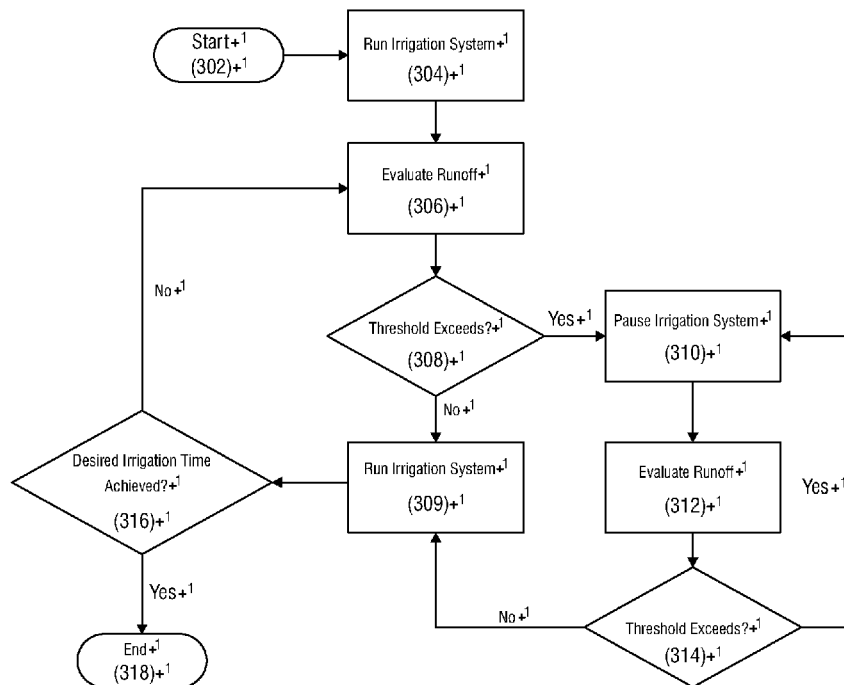 Start+1
(302)+1
Run Irrigation System+1
(304)+1
Evaluate Runoff+1
(306)+1
No+1
Threshold Exceeds?+1
(308)+1
Yes+1
Pause Irrigation System+1
(310)+1
No+1
Desired Irrigation Time
Achieved?+1
(316)+1
Run Irrigation System+1
(309)+1
Evaluate Runoff+1
(312)+1
Yes+1
Yes+1
No+1
Threshold Exceeds?+1
(314)+1
End+1
(318)+1